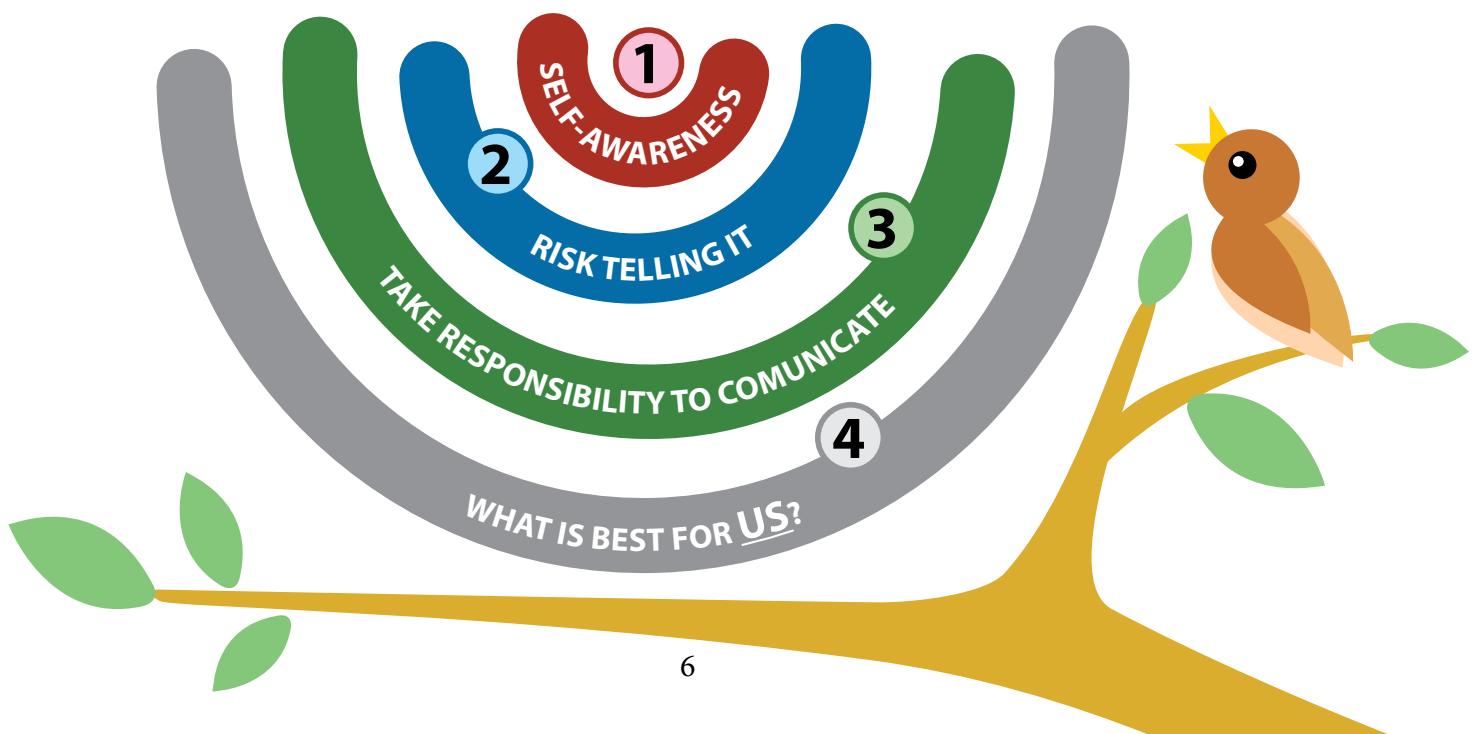 1
SELF-AWARENESS
2
RISK TELLING IT
3
TAKE RESPONSIBILITY TO COMUNICATE
4
WHAT IS BEST FOR US?
6